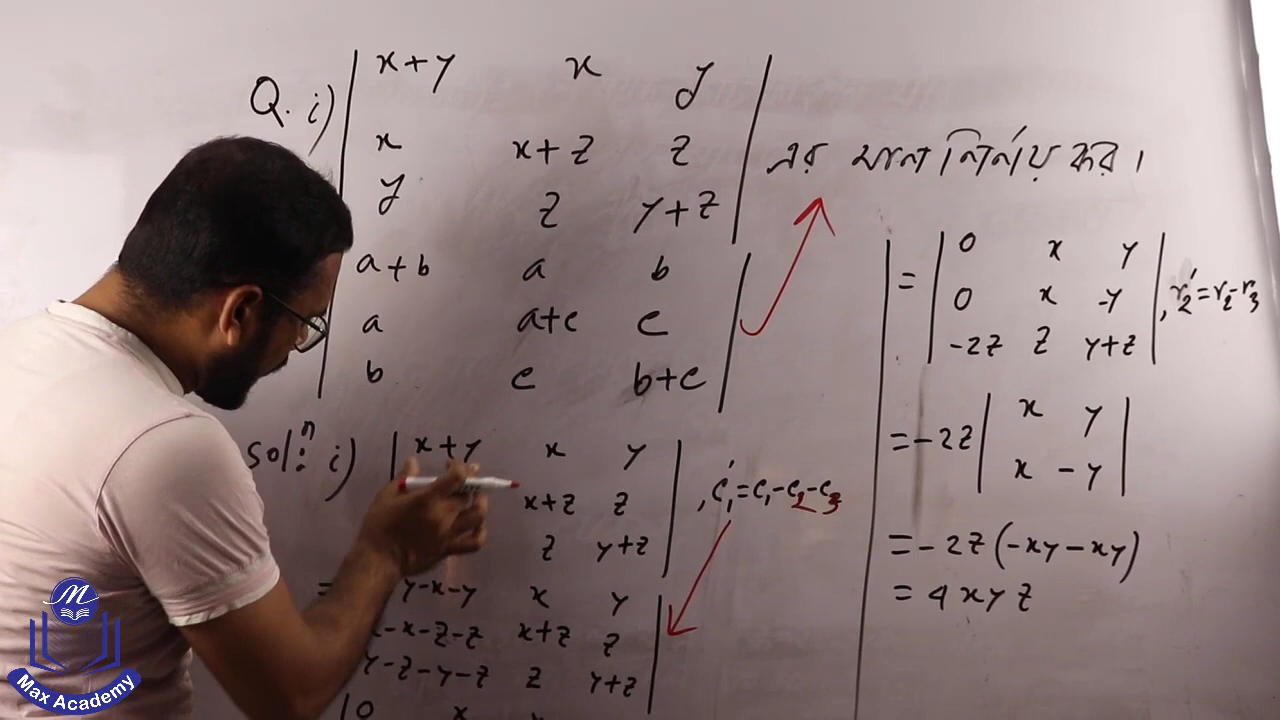 Q. i) | x+y x y |
| x x+z z | এর মান নির্ণয় কর।
| y z y+z |
| a+b a b |
| a a+c c |
| b c b+c |
Soln: i) | x+y x y |
x+z z | , c₁′=c₁-c₂-c₃
z y+z |
= y-x-y x y |
x-x-z-z x+z z |
y-z-y-z z y+z |
| 0 x y
= | 0 x y |
| 0 x -y | , r₂′=r₂-r₃
| -2z z y+z |
=-2z | x y |
| x -y |
=-2z(-xy-xy)
= 4xyz
M
Max Academy